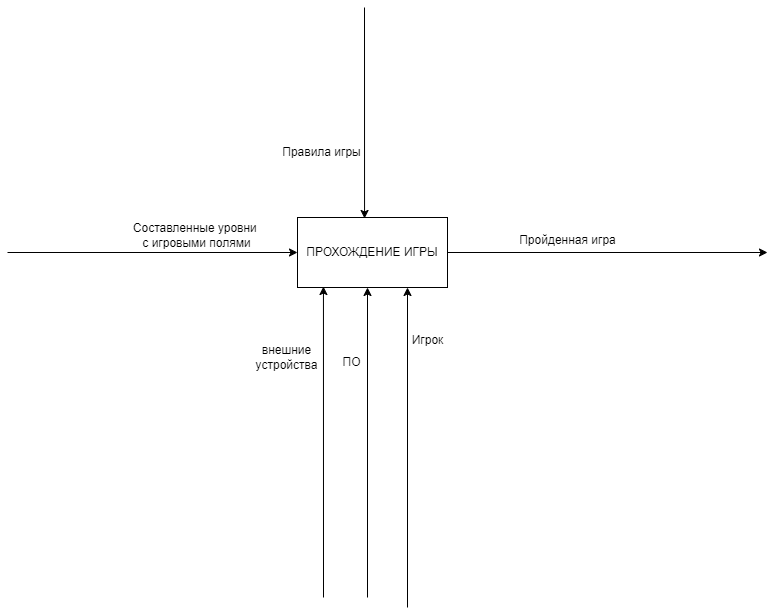 Правила игры
Составленные уровни
с игровыми полями
ПРОХОЖДЕНИЕ ИГРЫ
Пройденная игра
внешние
устройства
ПО
Игрок